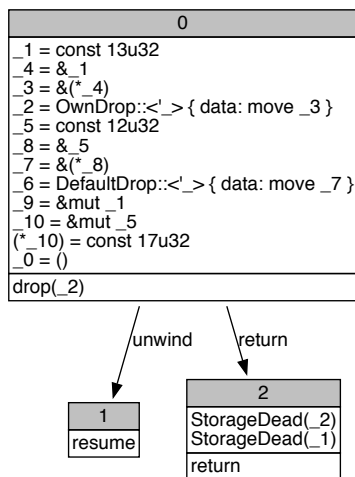 0
_1 = const 13u32
_4 = &_1
_3 = &(*_4)
_2 = OwnDrop::<'_> { data: move _3 }
_5 = const 12u32
_8 = &_5
_7 = &(*_8)
_6 = DefaultDrop::<'_> { data: move _7 }
_9 = &mut _1
_10 = &mut _5
(*_10) = const 17u32
_0 = ()
drop(_2)
unwind
return
1
resume
2
StorageDead(_2)
StorageDead(_1)
return